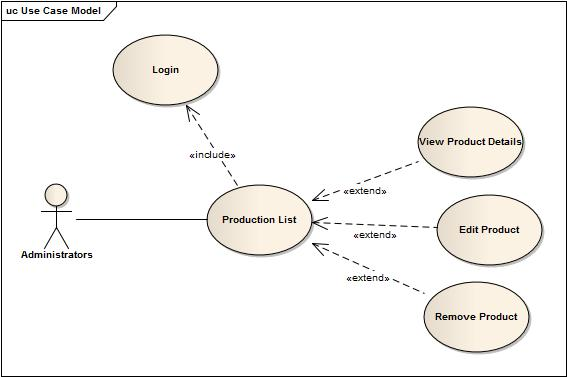 uc Use Case Model
Login
«include»
View Product Details
«extend»
Production List
Edit Product
«extend»
Administrators
«extend»
Remove Product